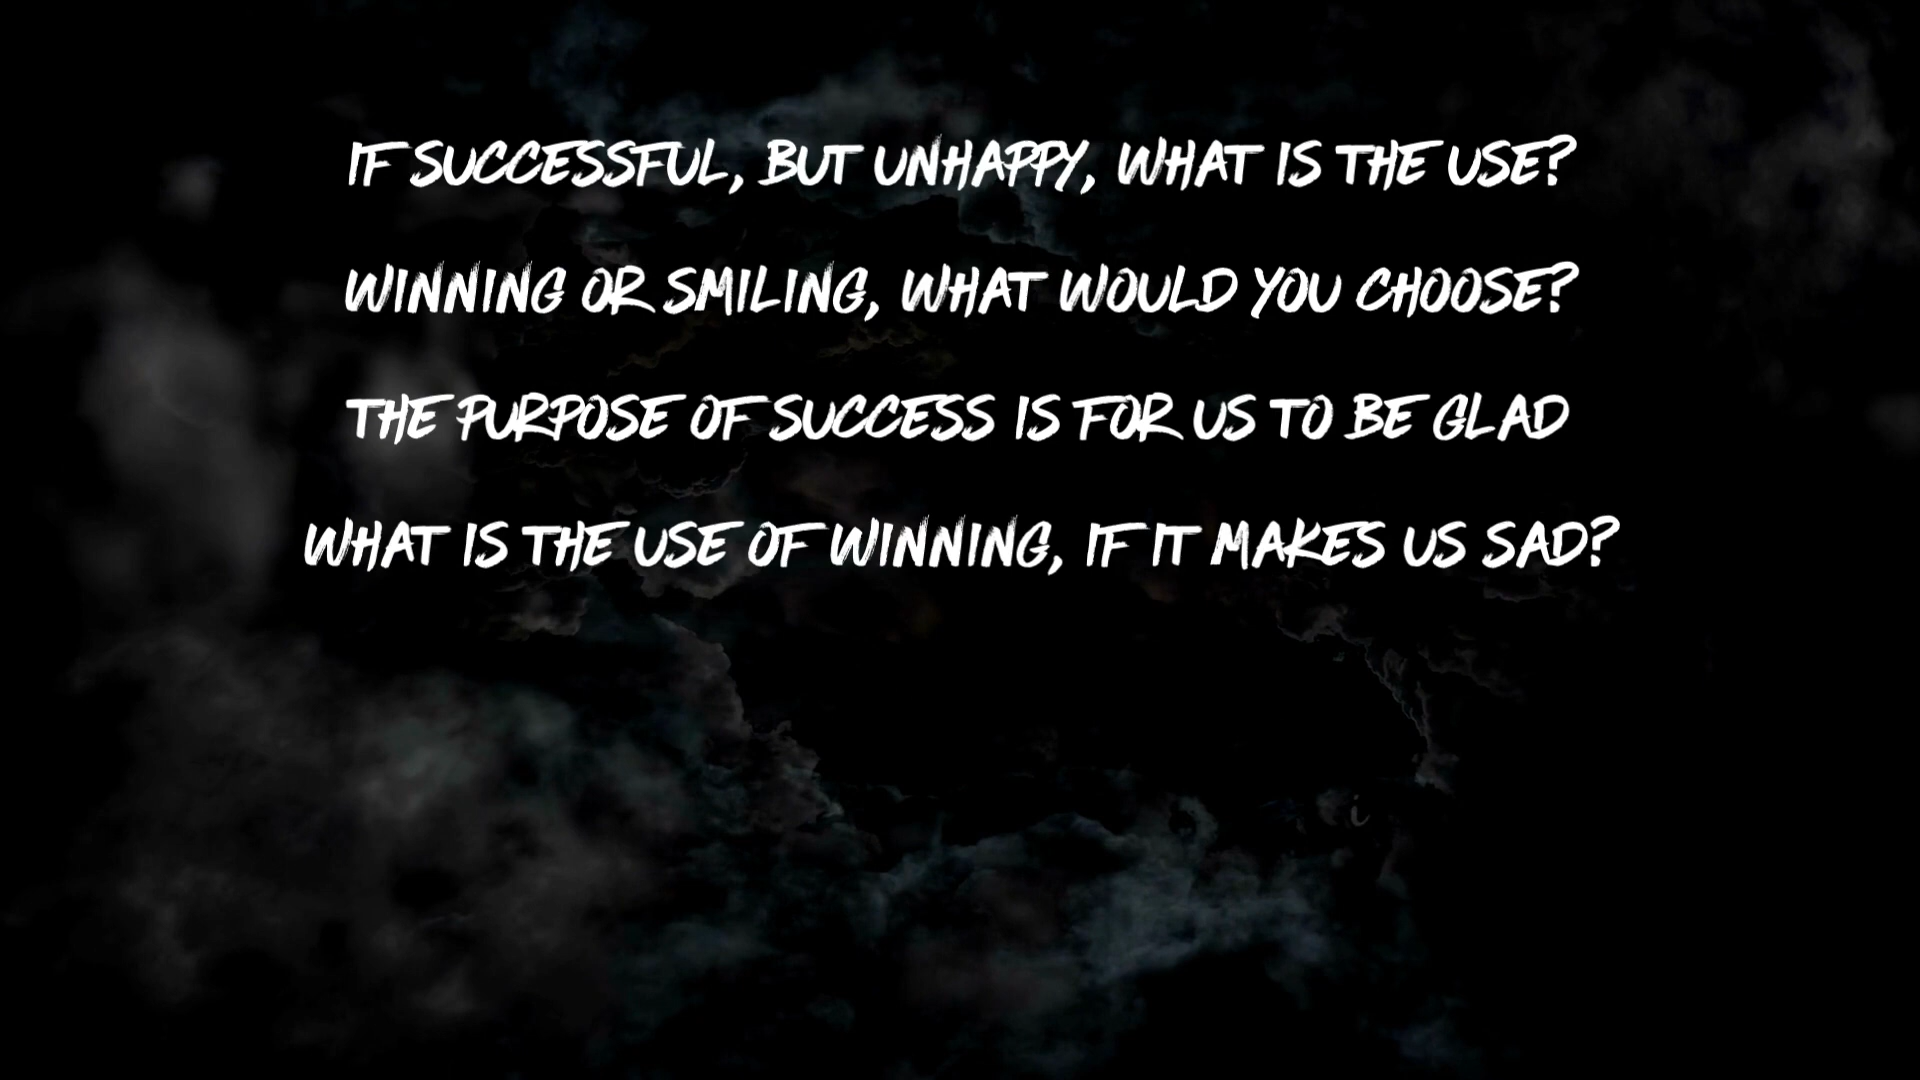 IF SUCCESSFUL, BUT UNHAPPY, WHAT IS THE USE?
WINNING OR SMILING, WHAT WOULD YOU CHOOSE?
THE PURPOSE OF SUCCESS IS FOR US TO BE GLAD
WHAT IS THE USE OF WINNING, IF IT MAKES US SAD?